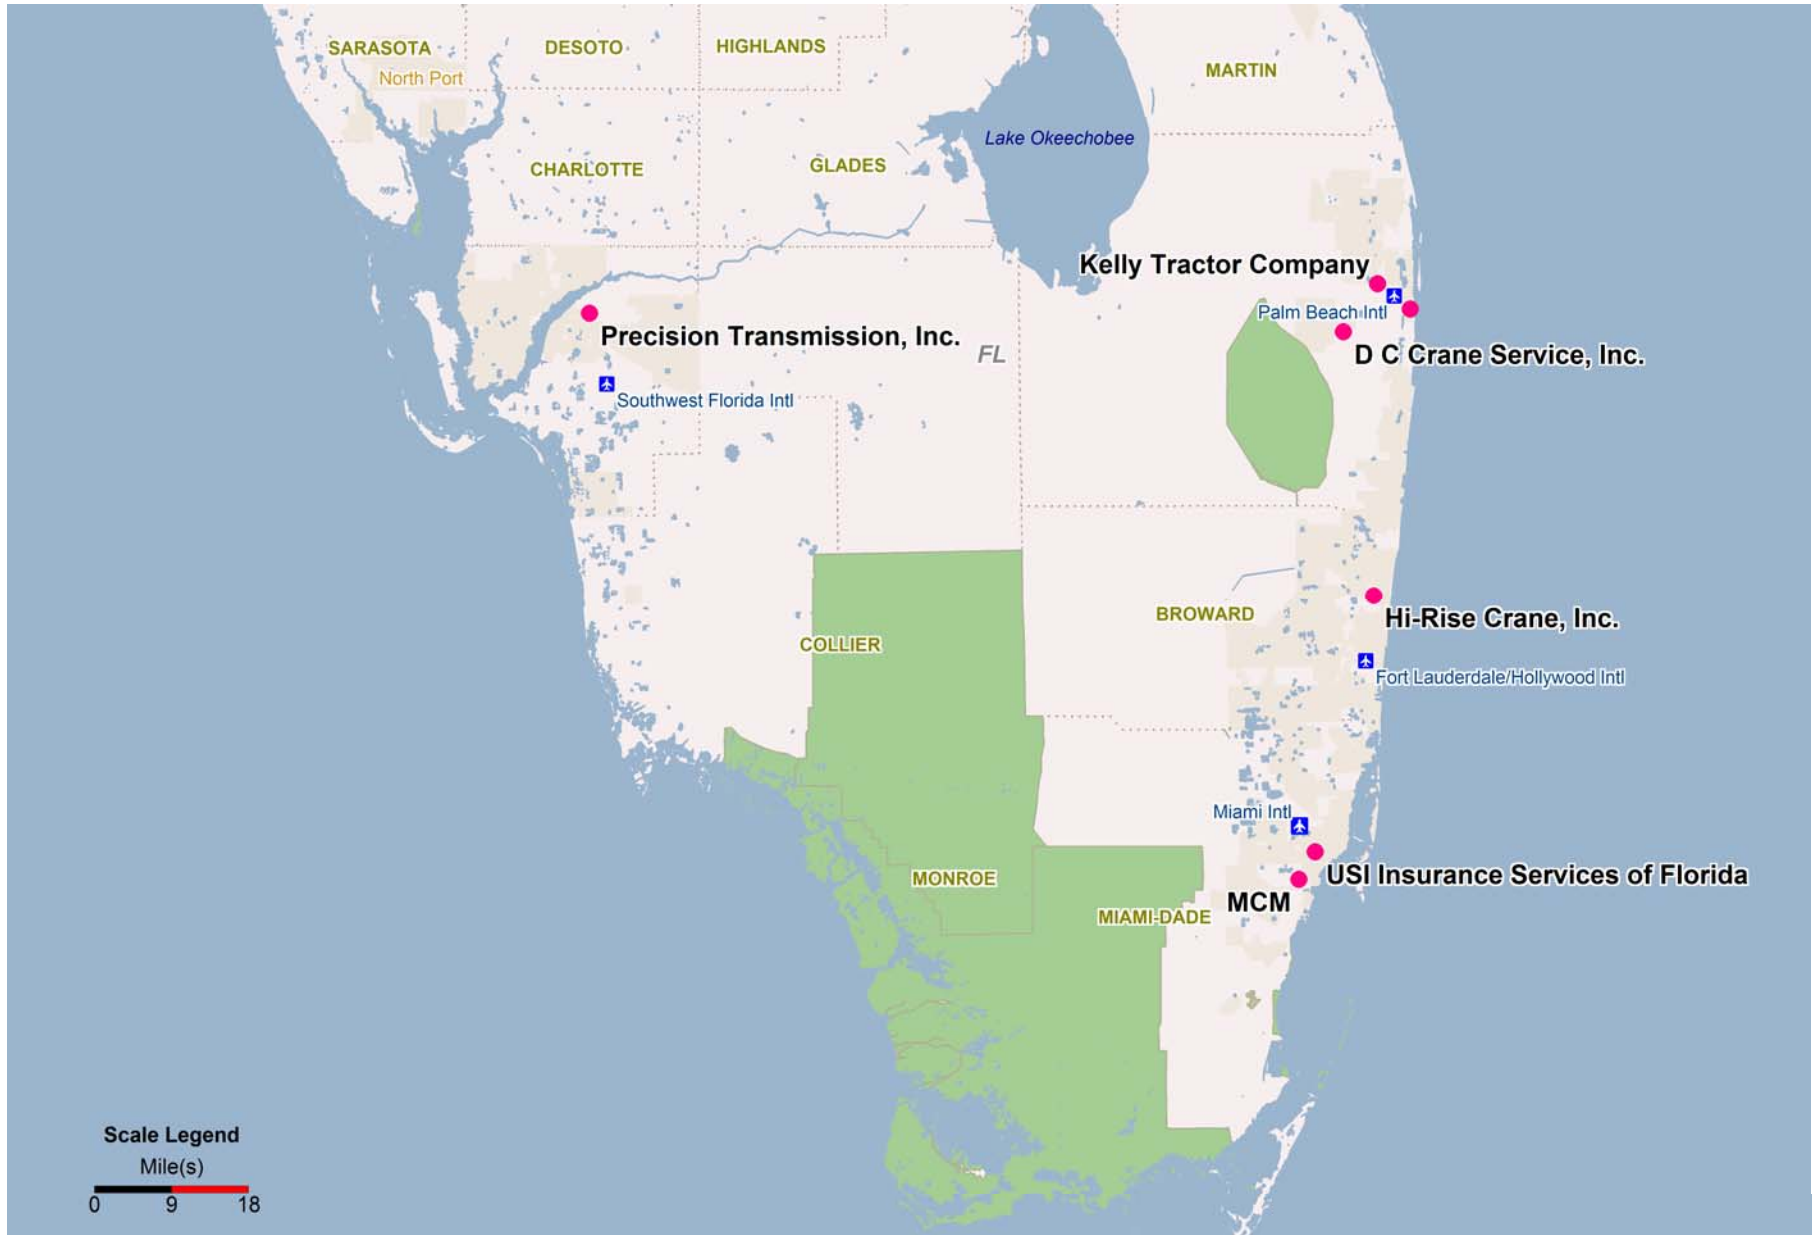 SARASOTA
DESOTO
HIGHLANDS
North Port
MARTIN
Lake Okeechobee
CHARLOTTE
GLADES
Kelly Tractor Company
Palm Beach Intl
Precision Transmission, Inc.
FL
D C Crane Service, Inc.
Southwest Florida Intl
BROWARD
Hi-Rise Crane, Inc.
COLLIER
Fort Lauderdale/Hollywood Intl
Miami Intl
USI Insurance Services of Florida
MONROE
MCM
MIAMI-DADE
Scale Legend
Mile(s)
0 9 18